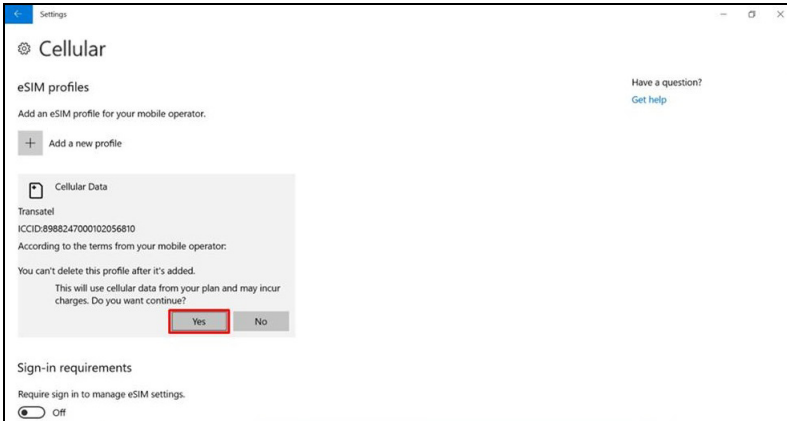 Settings
Cellular
eSIM profiles
Have a question?
Add an eSIM profile for your mobile operator.
Get help
Add a new profile
Cellular Data
Transatel
ICCID:8988247000102056810
According to the terms from your mobile operator:
You can't delete this profile after it's added.
This will use cellular data from your plan and may incur
charges. Do you want continue?
Yes No
Sign-in requirements
Require sign in to manage eSIM settings.
Off